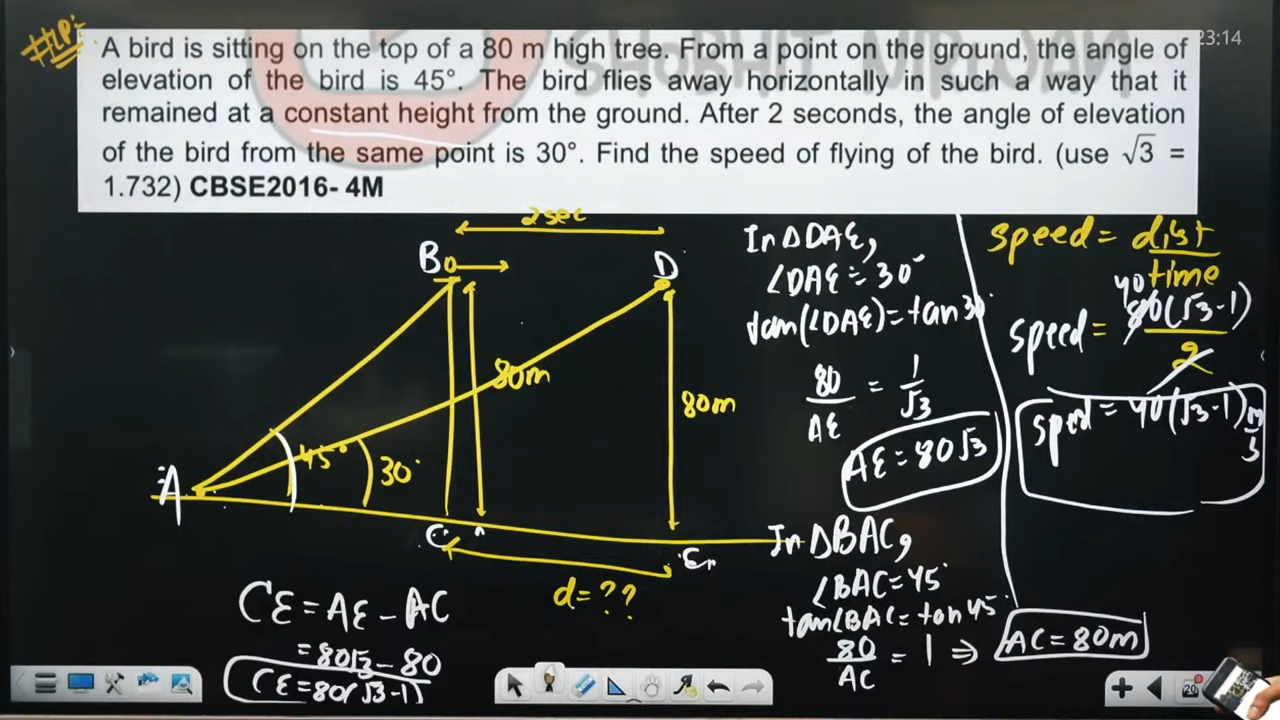 #LP:
23:14
A bird is sitting on the top of a 80 m high tree. From a point on the ground, the angle of
elevation of the bird is 45°. The bird flies away horizontally in such a way that it
remained at a constant height from the ground. After 2 seconds, the angle of elevation
of the bird from the same point is 30°. Find the speed of flying of the bird. (use √3 =
1.732) CBSE2016- 4M
2 sec
B
D
80m
80m
45°
30°
A
C
E
d=??
CE = AE - AC
= 80√3 - 80
CE = 80(√3-1)
In ΔDAE,
∠DAE = 30°
tan(∠DAE) = tan30
80/AE = 1/√3
AE = 80√3
In ΔBAC,
∠BAC = 45°
tan∠BAC = tan45°
80/AC = 1 ⇒ AC = 80m
speed = dist/time
40
speed = 80(√3-1)/2
speed = 40(√3-1) m/s
20